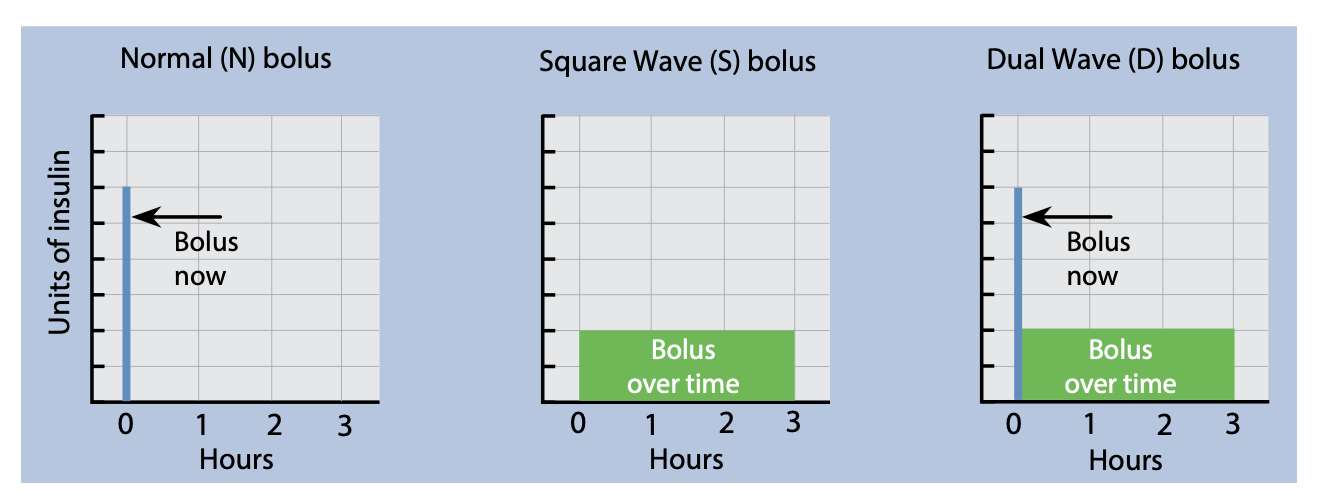 Normal (N) bolus
Units of insulin
Bolus
now
0 1 2 3
Hours
Square Wave (S) bolus
Bolus
over time
0 1 2 3
Hours
Dual Wave (D) bolus
Bolus
now
Bolus
over time
0 1 2 3
Hours